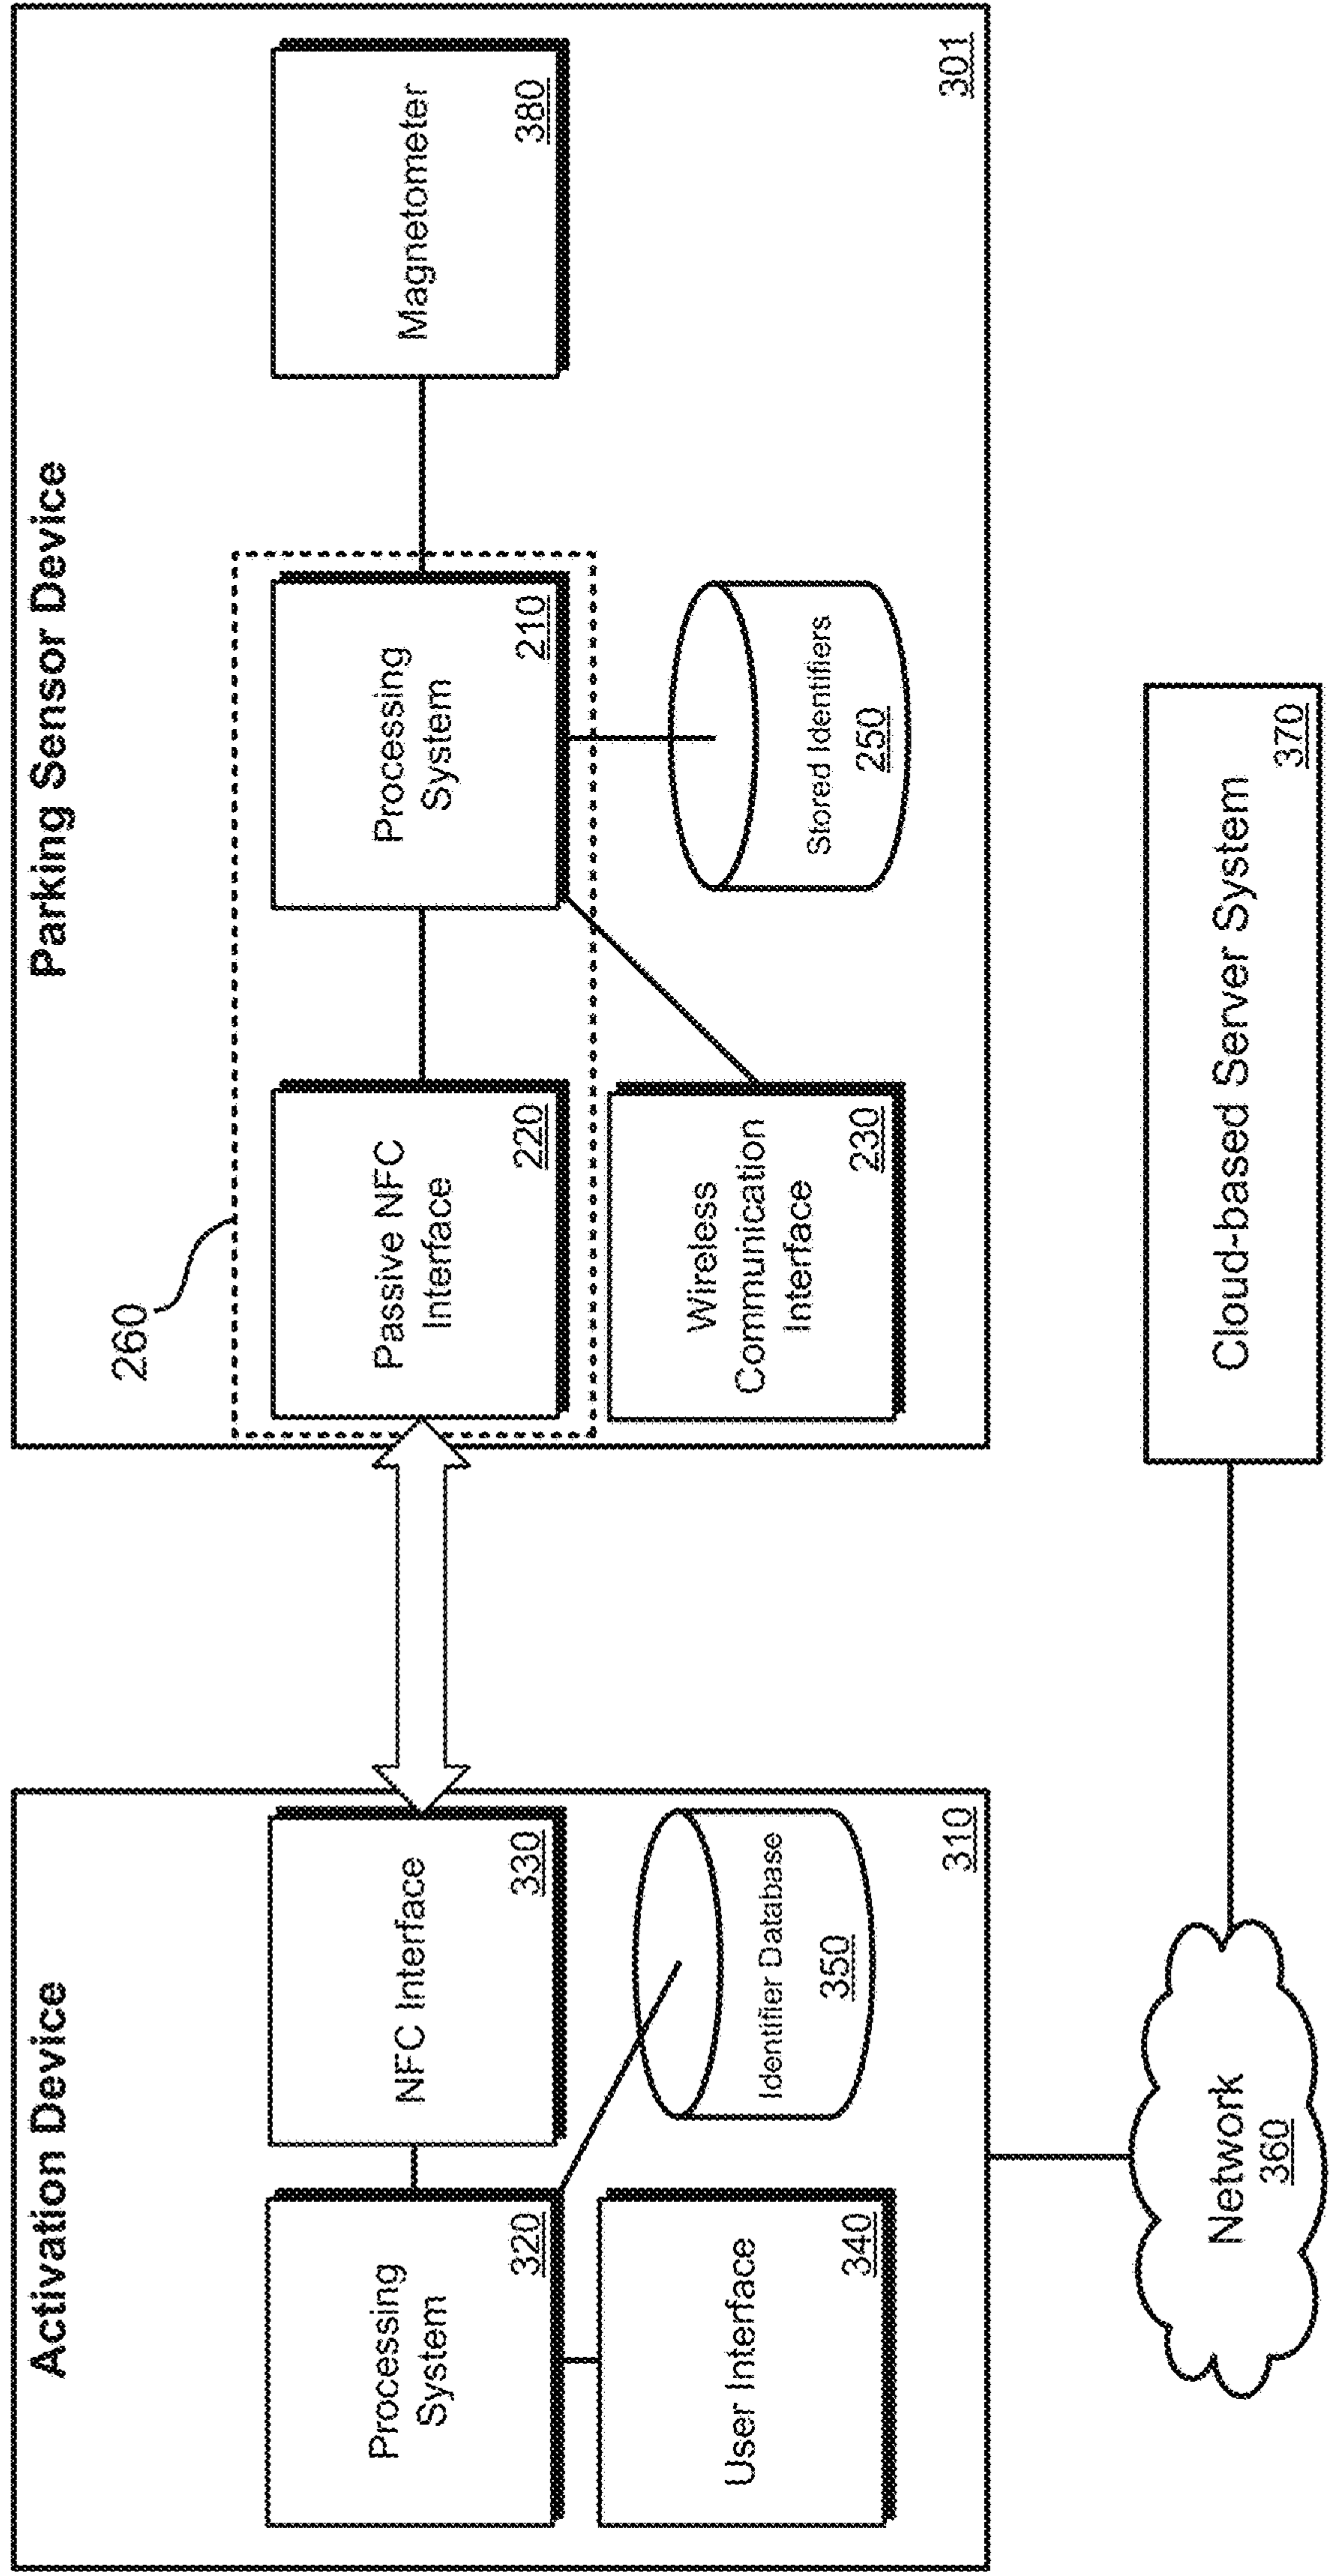 Activation Device
Processing
System
320
NFC Interface
330
User Interface
340
Identifier Database
350
310
Parking Sensor Device
260
Passive NFC
Interface
220
Processing
System
210
Magnetometer
380
Wireless
Communication
Interface
230
Stored Identifiers
250
301
Network
360
Cloud-based Server System
370